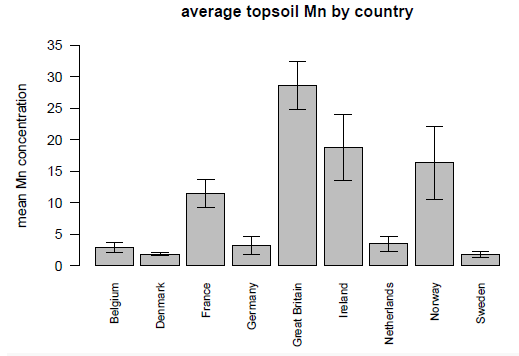 average topsoil Mn by country
mean Mn concentration
35
30
25
20
15
10
5
0
Belgium
Denmark
France
Germany
Great Britain
Ireland
Netherlands
Norway
Sweden